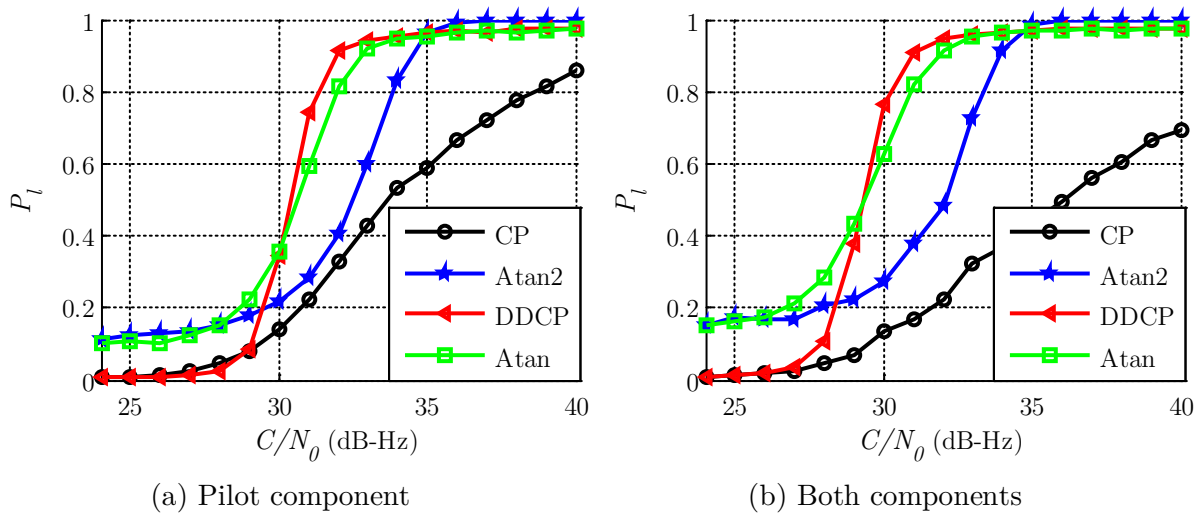 1
0.8
0.6
0.4
0.2
0
P_l
25
30
35
40
C/N_0 (dB-Hz)
CP
Atan2
DDCP
Atan
(a) Pilot component
1
0.8
0.6
0.4
0.2
0
P_l
25
30
35
40
C/N_0 (dB-Hz)
CP
Atan2
DDCP
Atan
(b) Both components